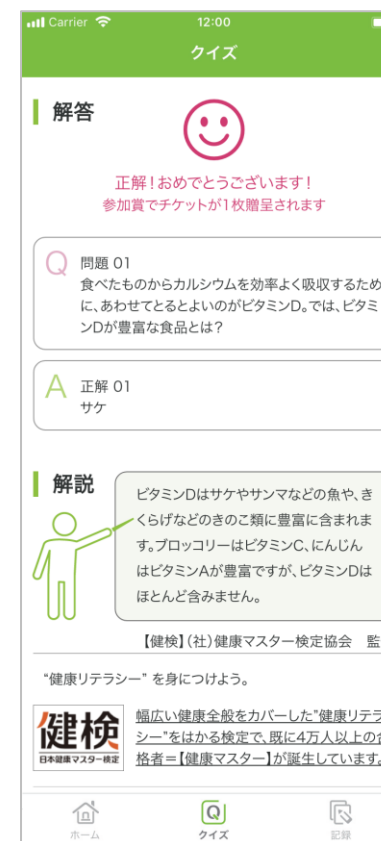 Carrier 12:00
クイズ
解答
正解！おめでとうございます！
参加賞でチケットが1枚贈呈されます
Q 問題 01
食べたものからカルシウムを効率よく吸収するため
に、あわせてとるとよいのがビタミンD。では、ビタミ
ンDが豊富な食品とは？
A 正解 01
サケ
解説
ビタミンDはサケやサンマなどの魚や、き
くらげなどのきのこ類に豊富に含まれま
す。ブロッコリーはビタミンC、にんじん
はビタミンAが豊富ですが、ビタミンDは
ほとんど含みません。
【健検】（社）健康マスター検定協会　監
“健康リテラシー” を身につけよう。
健検
日本健康マスター検定
幅広い健康全般をカバーした"健康リテラ
シー"をはかる検定で、既に4万人以上の合
格者＝【健康マスター】が誕生しています。
Q
ホーム クイズ 記録